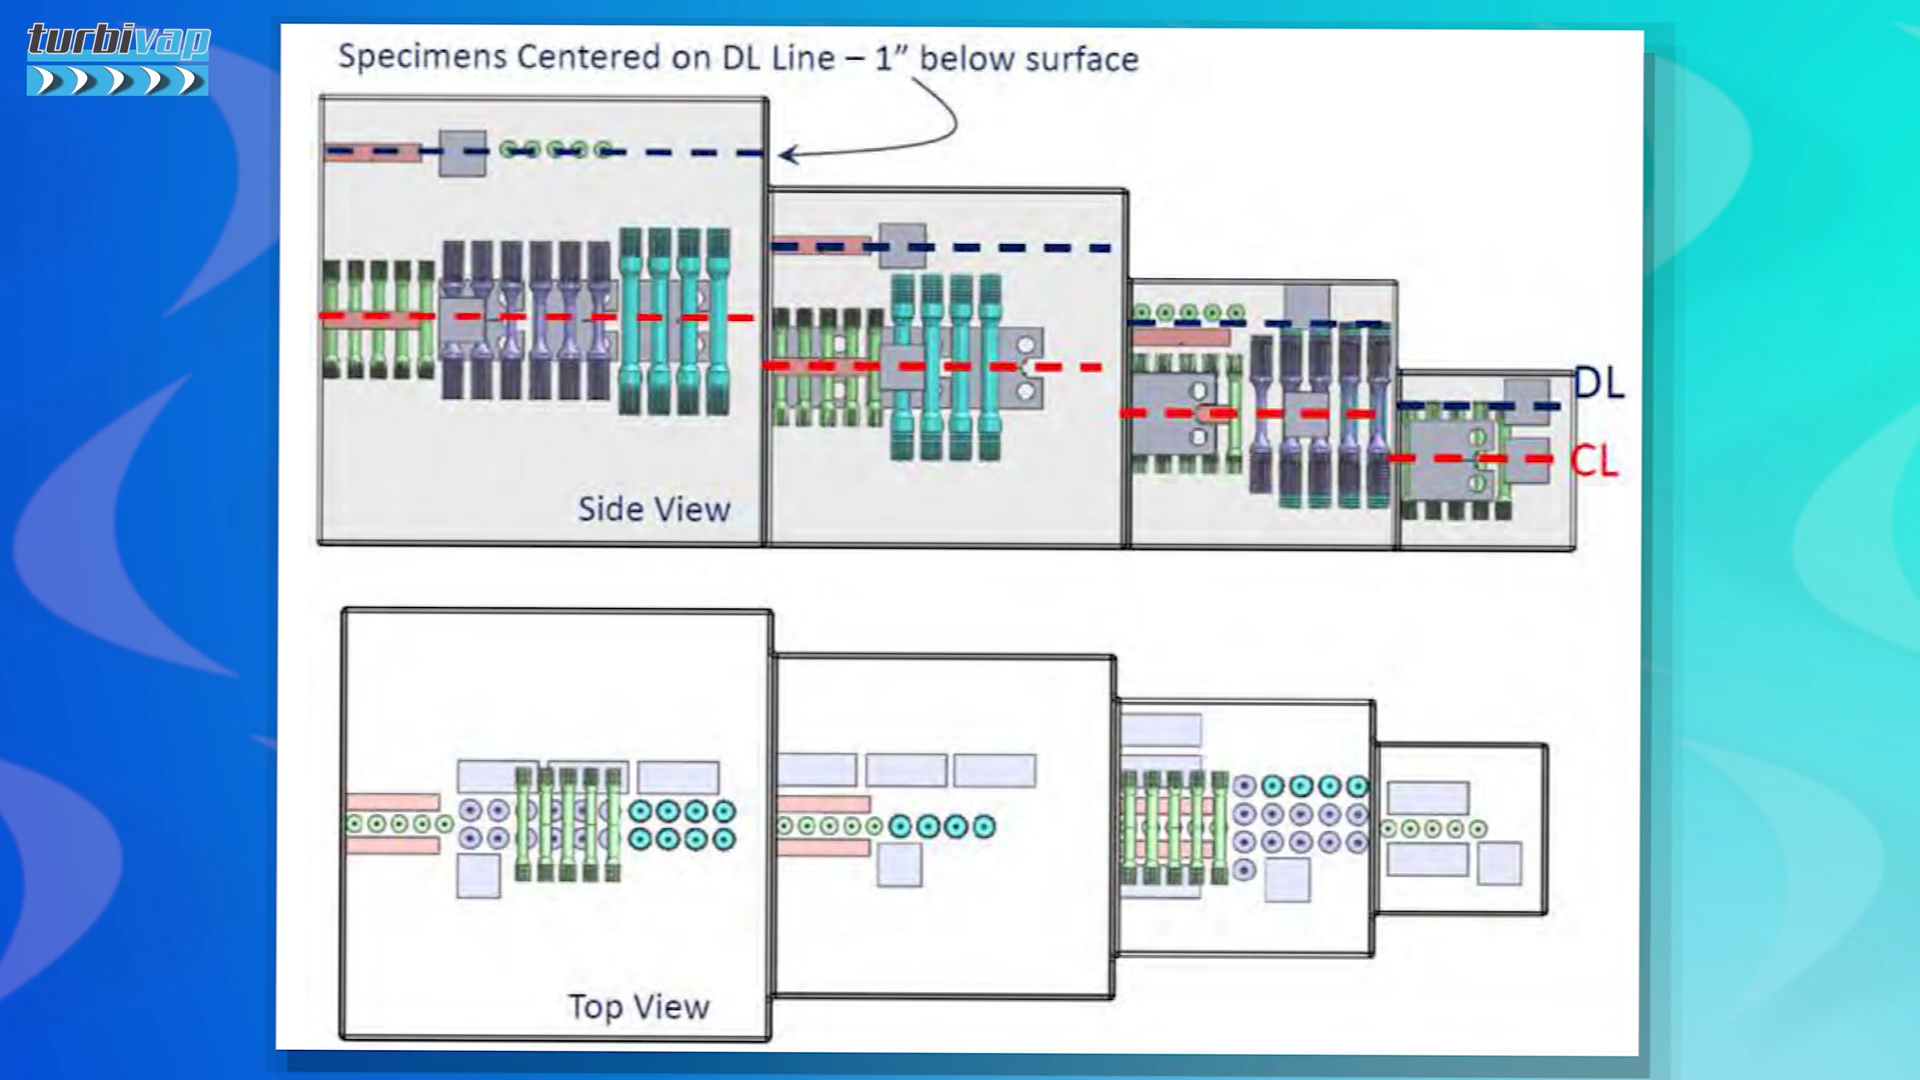 turbivap
Specimens Centered on DL Line – 1” below surface
DL
CL
Side View
Top View